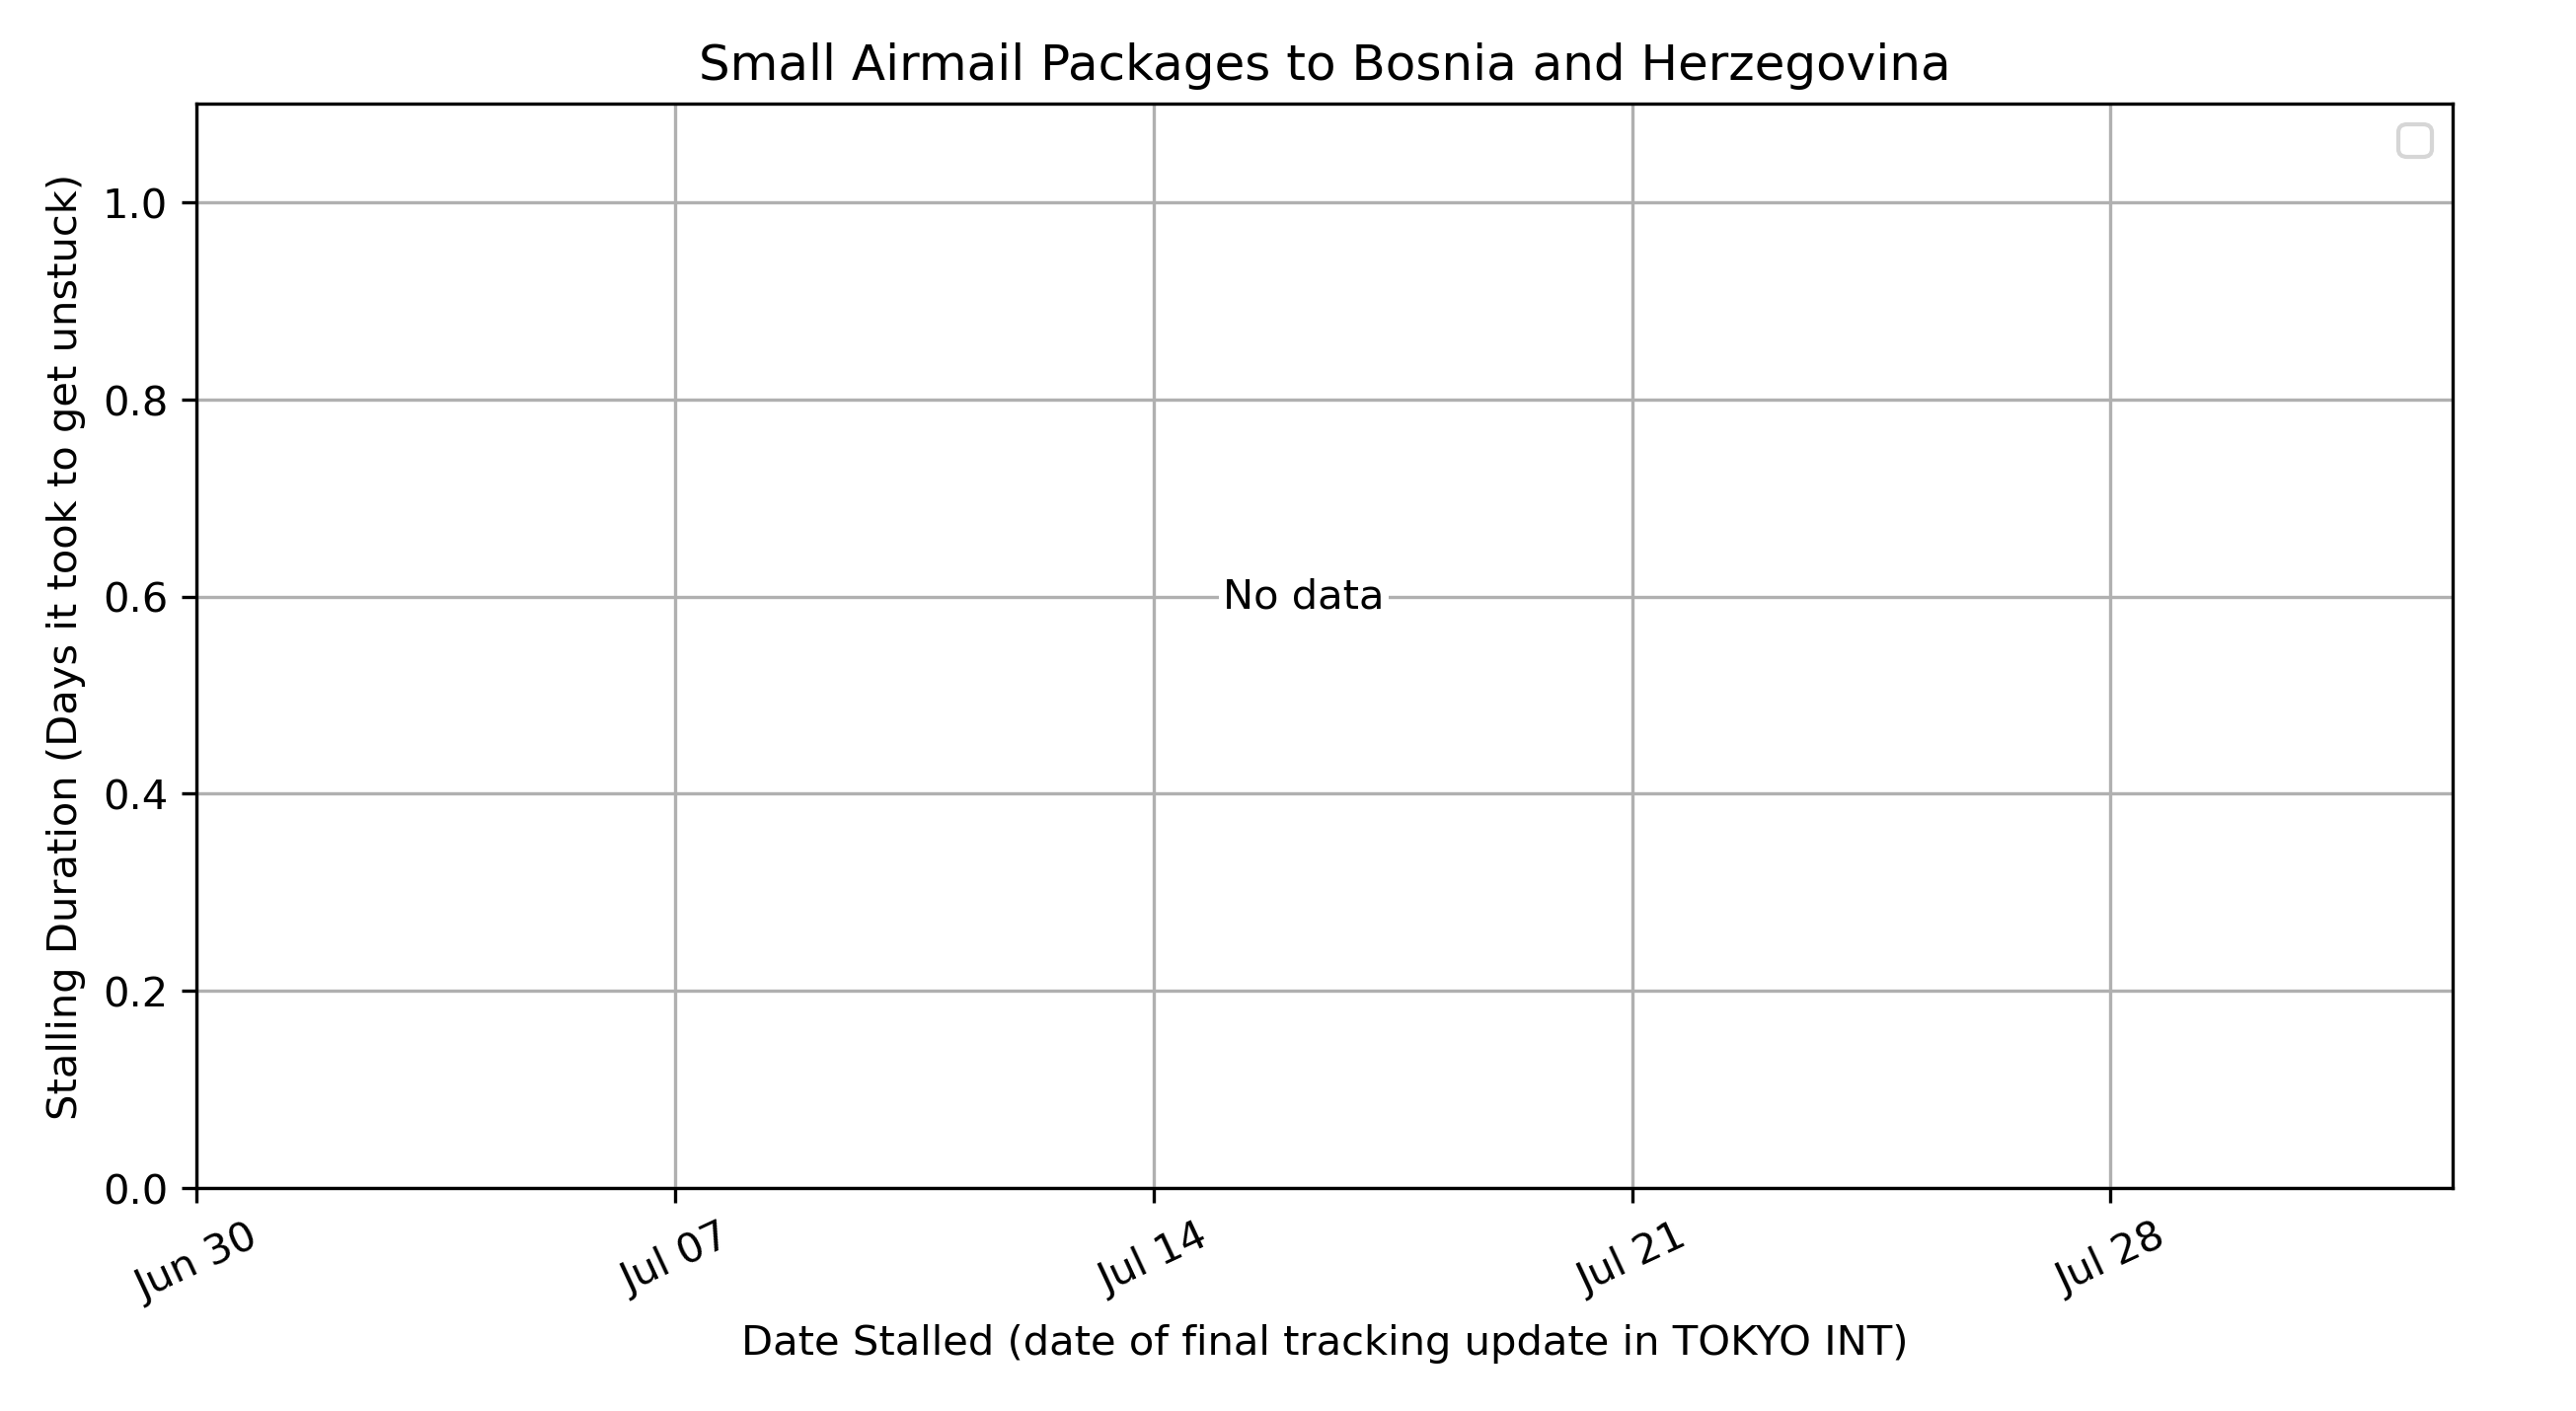 Small Airmail Packages to Bosnia and Herzegovina
Stalling Duration (Days it took to get unstuck)
1.0
0.8
0.6
0.4
0.2
0.0
No data
Jun 30
Jul 07
Jul 14
Jul 21
Jul 28
Date Stalled (date of final tracking update in TOKYO INT)